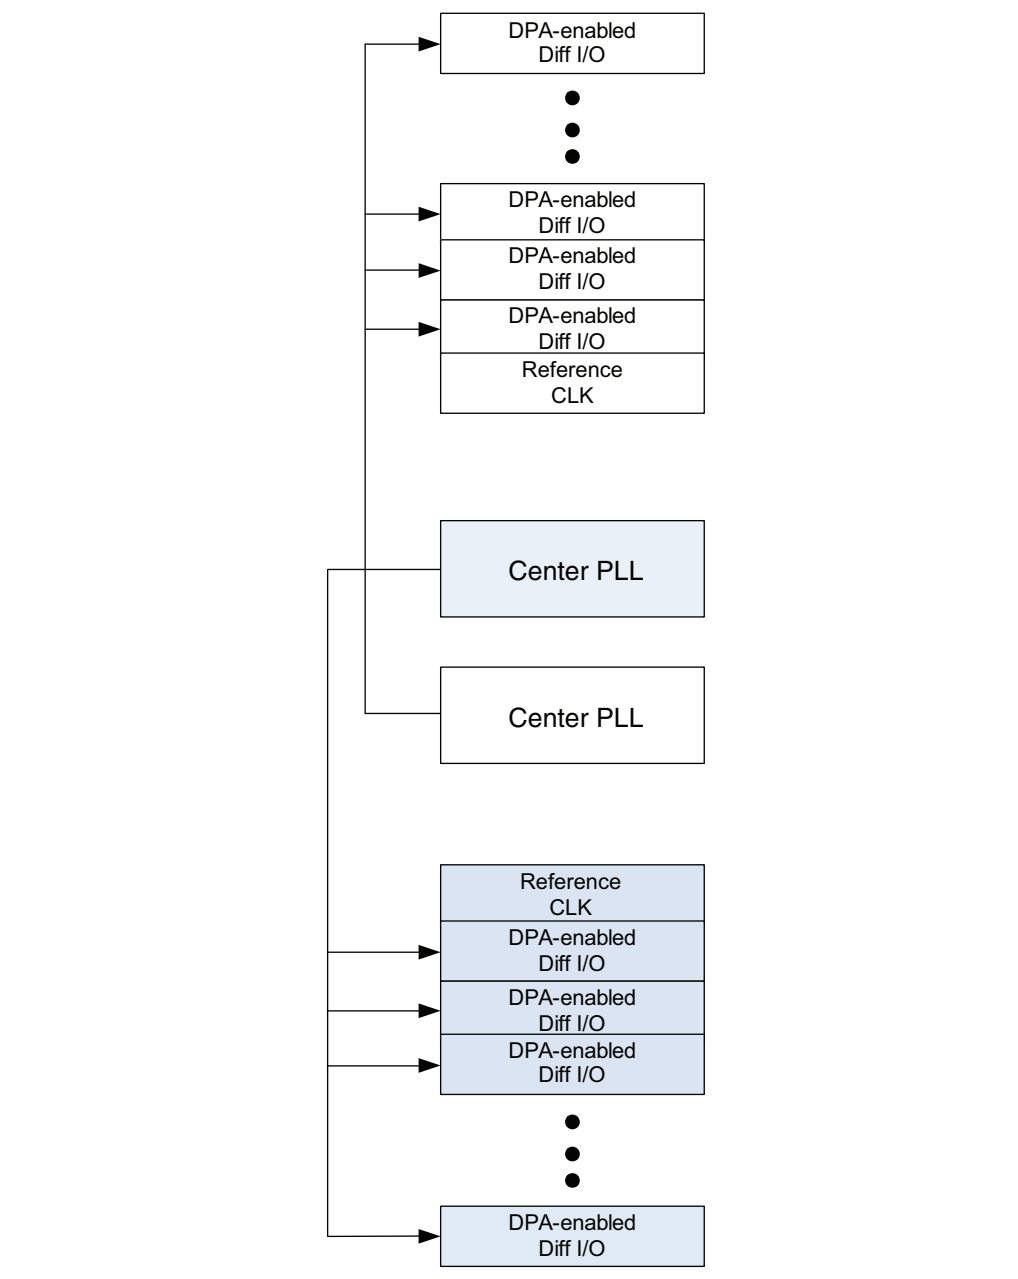 DPA-enabled
Diff I/O
DPA-enabled
Diff I/O
DPA-enabled
Diff I/O
DPA-enabled
Diff I/O
Reference
CLK
Center PLL
Center PLL
Reference
CLK
DPA-enabled
Diff I/O
DPA-enabled
Diff I/O
DPA-enabled
Diff I/O
DPA-enabled
Diff I/O